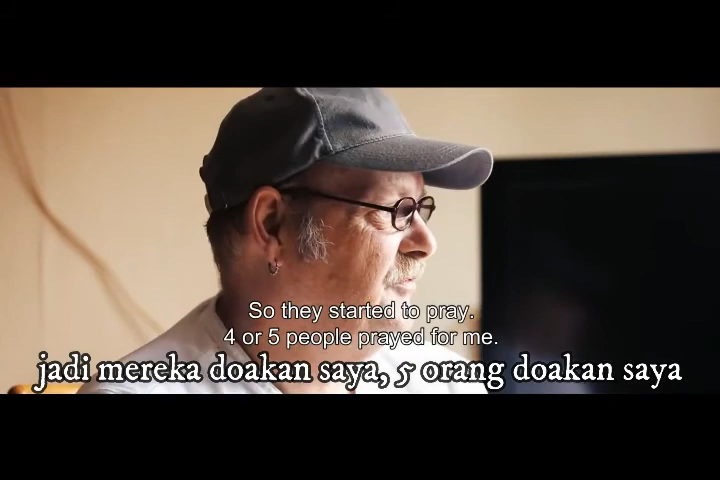 So they started to pray.
4 or 5 people prayed for me.
jadi mereka doakan saya, 5 orang doakan saya